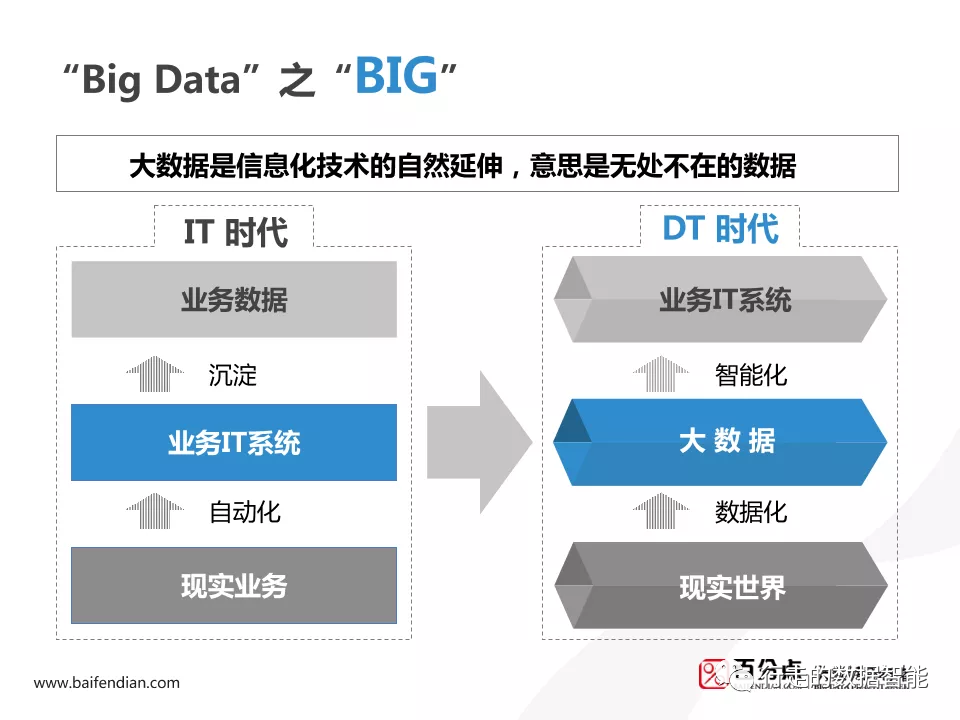 “Big Data”之“BIG”
大数据是信息化技术的自然延伸，意思是无处不在的数据
IT 时代
业务数据
沉淀
业务IT系统
自动化
现实业务
DT 时代
业务IT系统
智能化
大 数 据
数据化
现实世界
www.baifendian.com
百分点
行走的数据智能